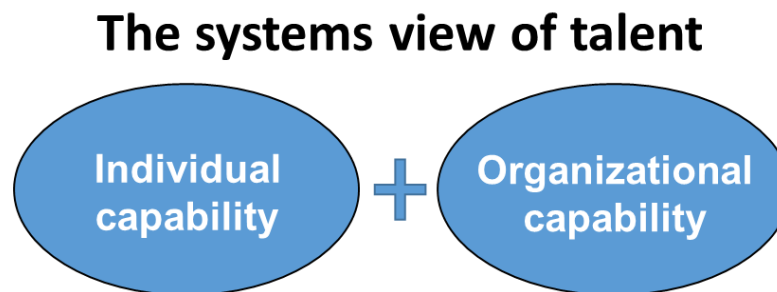 The systems view of talent
Individual
capability
+
Organizational
capability